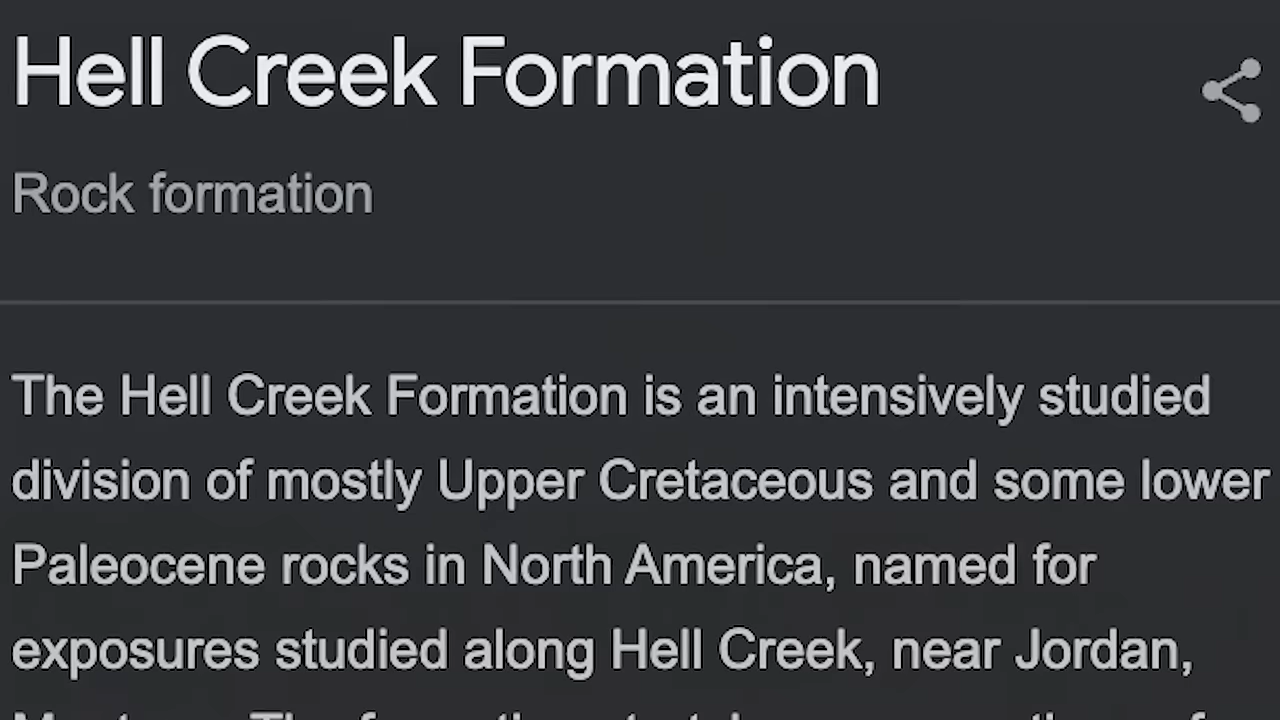 Hell Creek Formation
Rock formation
The Hell Creek Formation is an intensively studied
division of mostly Upper Cretaceous and some lower
Paleocene rocks in North America, named for
exposures studied along Hell Creek, near Jordan,